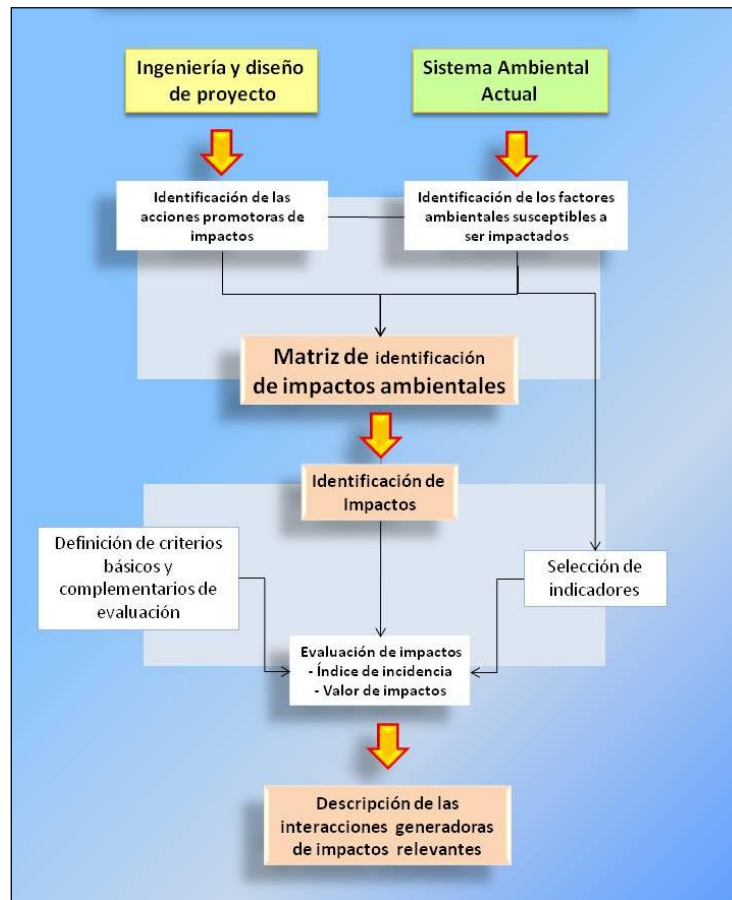 Ingeniería y diseño
de proyecto
Sistema Ambiental
Actual
Identificación de las
acciones promotoras de
impactos
Identificación de los factores
ambientales susceptibles a
ser impactados
Matriz de identificación
de impactos ambientales
Identificación de
Impactos
Definición de criterios
básicos y
complementarios de
evaluación
Selección de
indicadores
Evaluación de impactos
- Índice de incidencia
- Valor de impactos
Descripción de las
interacciones generadoras
de impactos relevantes